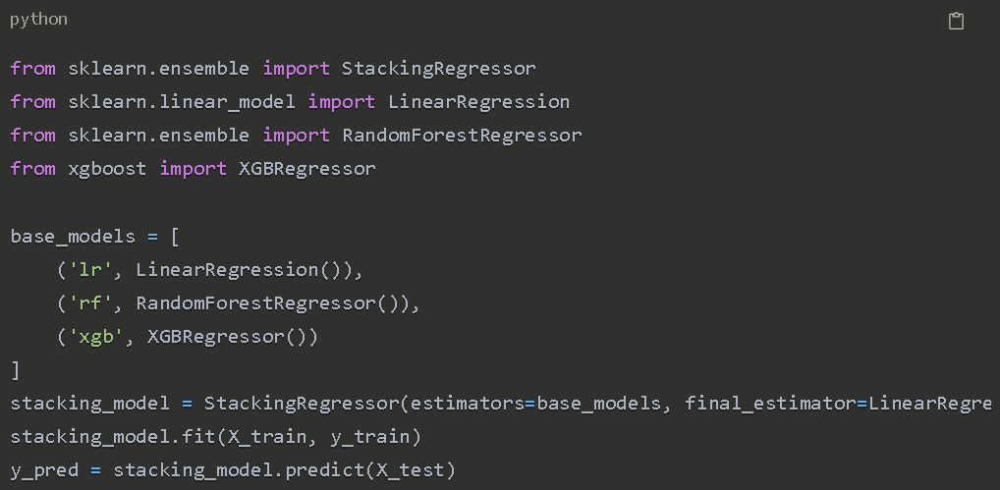 python
from sklearn.ensemble import StackingRegressor
from sklearn.linear_model import LinearRegression
from sklearn.ensemble import RandomForestRegressor
from xgboost import XGBRegressor
base_models = [
    ('lr', LinearRegression()),
    ('rf', RandomForestRegressor()),
    ('xgb', XGBRegressor())
]
stacking_model = StackingRegressor(estimators=base_models, final_estimator=LinearRegre
stacking_model.fit(X_train, y_train)
y_pred = stacking_model.predict(X_test)